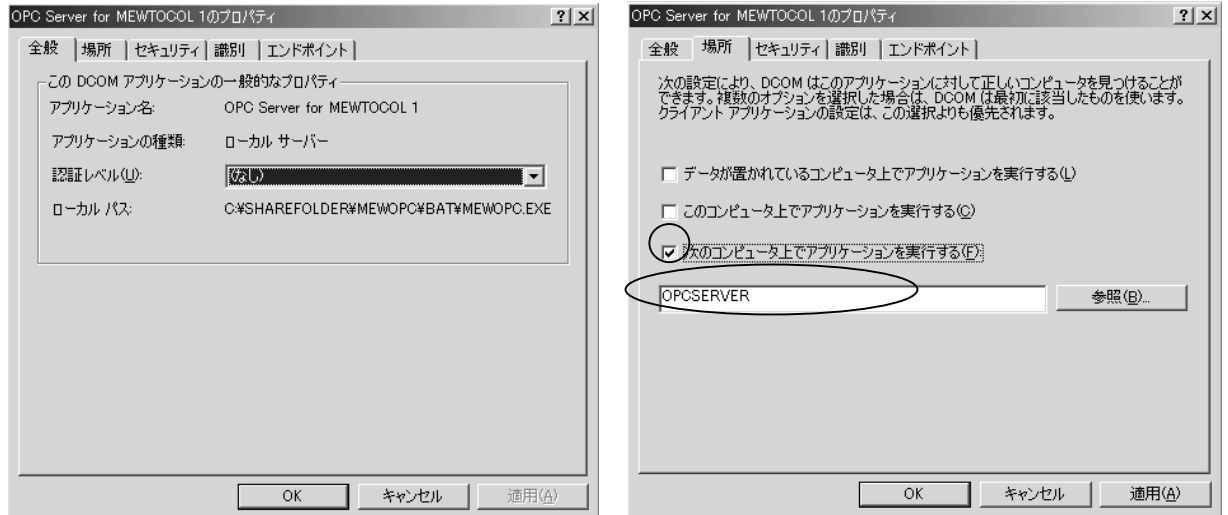 OPC Server for MEWTOCOL 1のプロパティ
全般 場所 セキュリティ 識別 エンドポイント
この DCOM アプリケーションの一般的なプロパティ
アプリケーション名: OPC Server for MEWTOCOL 1
アプリケーションの種類: ローカル サーバー
認証レベル(U): (なし)
ローカル パス: C:¥SHAREFOLDER¥MEWOPC¥BAT¥MEWOPC.EXE
OK キャンセル 適用(A)
OPC Server for MEWTOCOL 1のプロパティ
全般 場所 セキュリティ 識別 エンドポイント
次の設定により、DCOM はこのアプリケーションに対して正しいコンピュータを見つけることが
できます。複数のオプションを選択した場合は、DCOM は最初に該当したものを使います。
クライアント アプリケーションの設定は、この選択よりも優先されます。
データが置かれているコンピュータ上でアプリケーションを実行する(L)
このコンピュータ上でアプリケーションを実行する(C)
次のコンピュータ上でアプリケーションを実行する(F):
OPCSERVER 参照(B)...
OK キャンセル 適用(A)